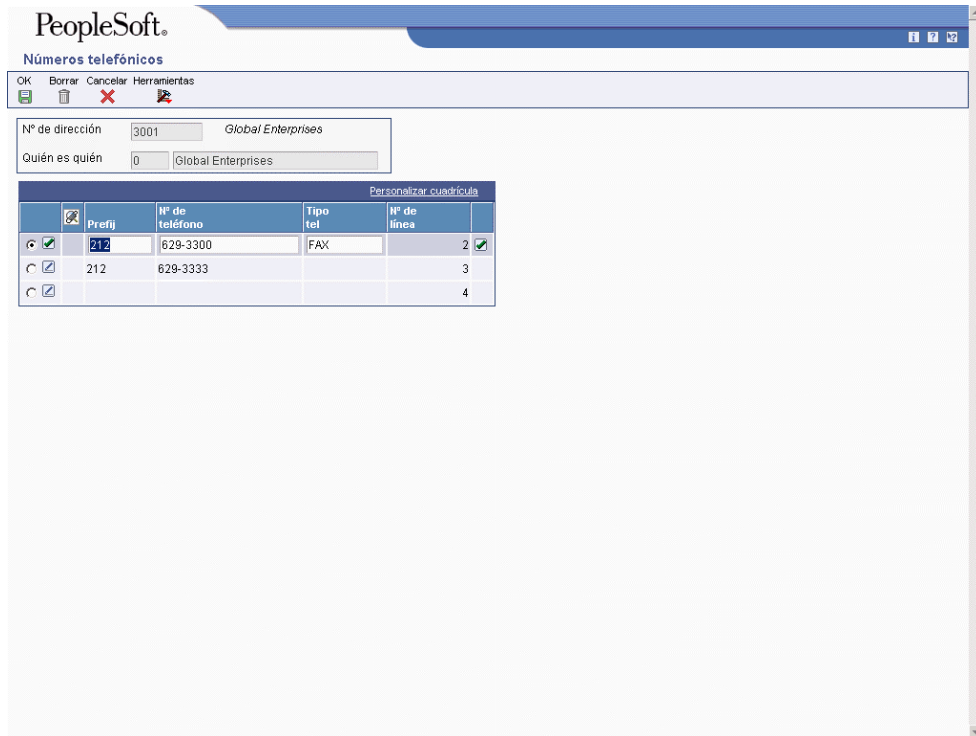 PeopleSoft.
Números telefónicos
OK Borrar Cancelar Herramientas
Nº de dirección 3001 Global Enterprises
Quién es quién 0 Global Enterprises
Personalizar cuadrícula
Prefij Nº de teléfono Tipo tel Nº de línea
212 629-3300 FAX 2
212 629-3333 3
4